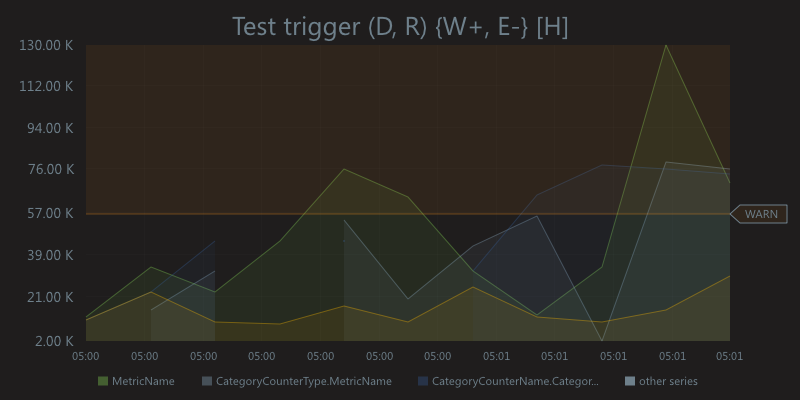 Test trigger (D, R) {W+, E-} [H]
130.00 K
112.00 K
94.00 K
76.00 K
57.00 K
WARN
39.00 K
21.00 K
2.00 K
05:00 05:00 05:00 05:00 05:00 05:00 05:00 05:01 05:01 05:01 05:01 05:01
MetricName CategoryCounterType.MetricName CategoryCounterName.Categor... other series